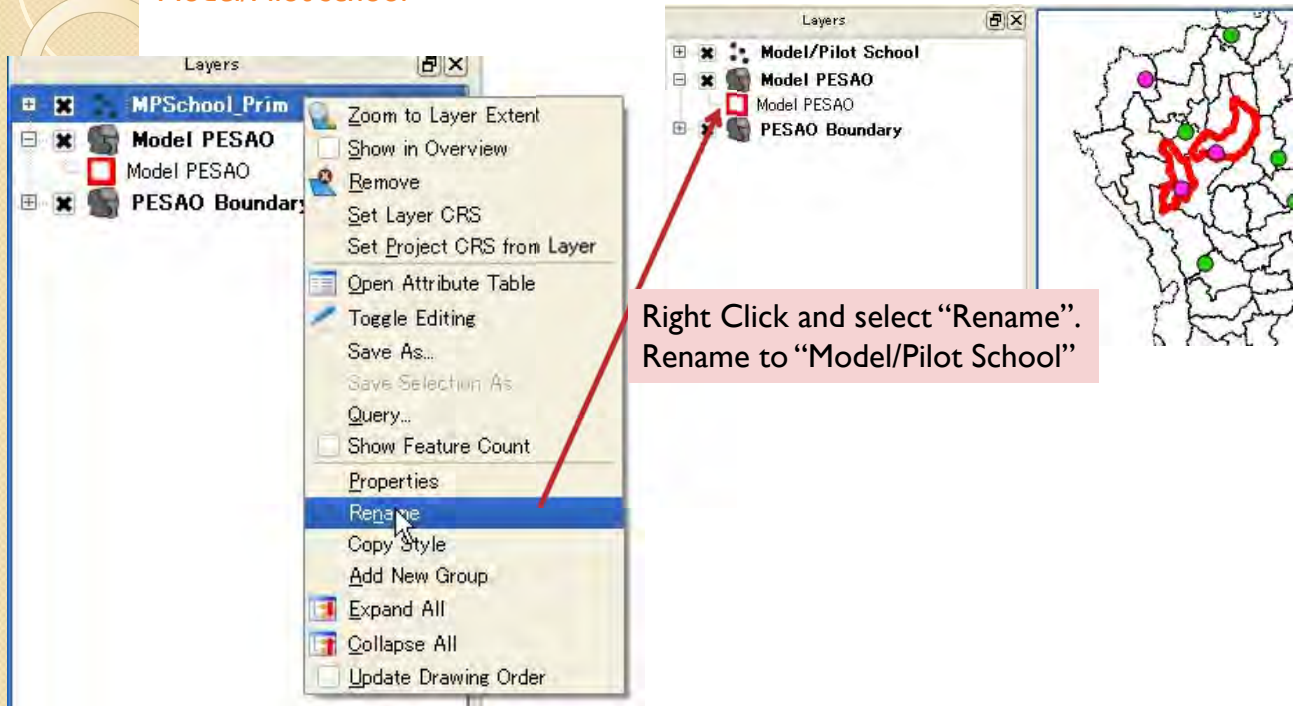 Model/Pilot school
Layers
MPSchool_Prim
Model PESAO
Model PESAO
PESAO Boundary
Zoom to Layer Extent
Show in Overview
Remove
Set Layer CRS
Set Project CRS from Layer
Open Attribute Table
Toggle Editing
Save As...
Save Selection As
Query...
Show Feature Count
Properties
Rename
Copy Style
Add New Group
Expand All
Collapse All
Update Drawing Order
Layers
Model/Pilot School
Model PESAO
Model PESAO
PESAO Boundary
Right Click and select “Rename”.
Rename to “Model/Pilot School”